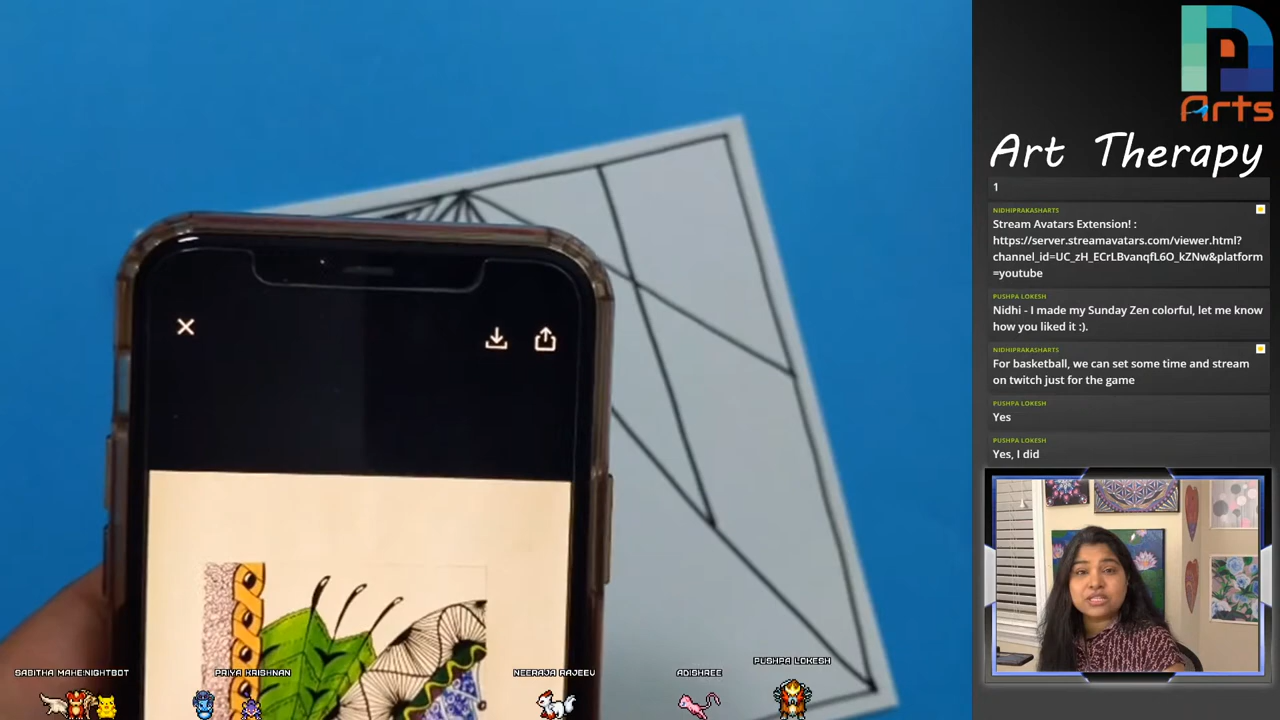 Arts
Art Therapy
1
NIDHIPRAKASHARTS
Stream Avatars Extension! :
https://server.streamavatars.com/viewer.html?
channel_id=UC_zH_ECrLBvanqfL6O_kZNw&platform
=youtube
PUSHPA LOKESH
Nidhi - I made my Sunday Zen colorful, let me know
how you liked it :).
NIDHIPRAKASHARTS
For basketball, we can set some time and stream
on twitch just for the game
PUSHPA LOKESH
Yes
PUSHPA LOKESH
Yes, I did
SABITHA MAHE
NIGHTBOT
PRIYA KRISHNAN
NEERAJA RAJEEV
ADISHREE
PUSHPA LOKESH